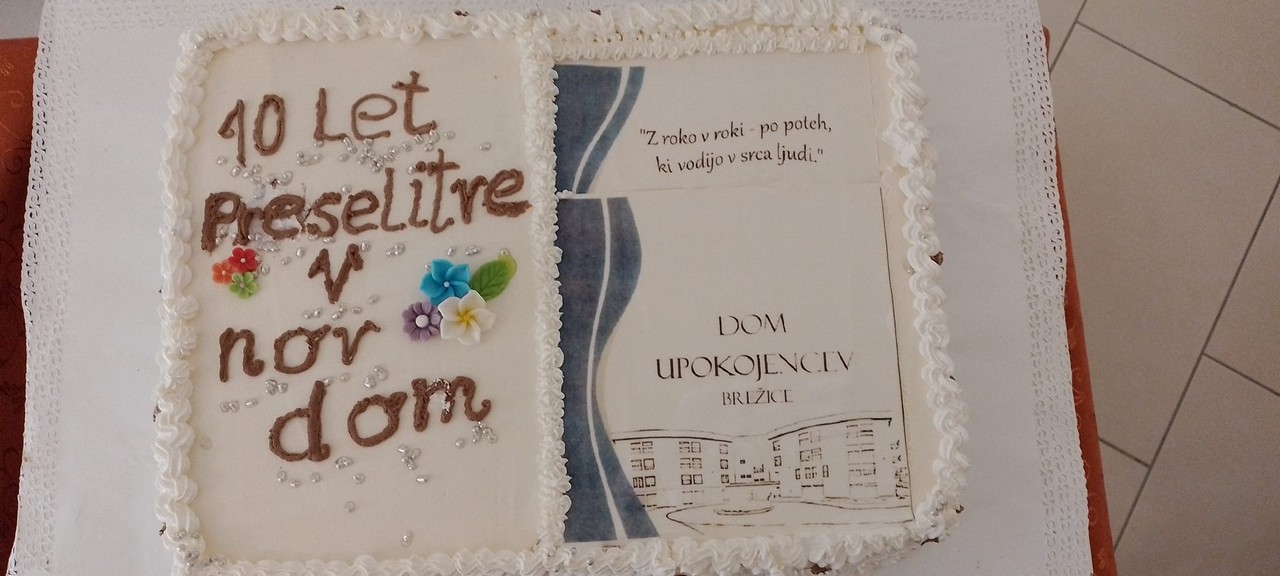 10 Let
Preselitve
v
nov
dom
"Z roko v roki - po poteh,
ki vodijo v srca ljudi."
DOM
UPOKOJENCEV
BREŽICE